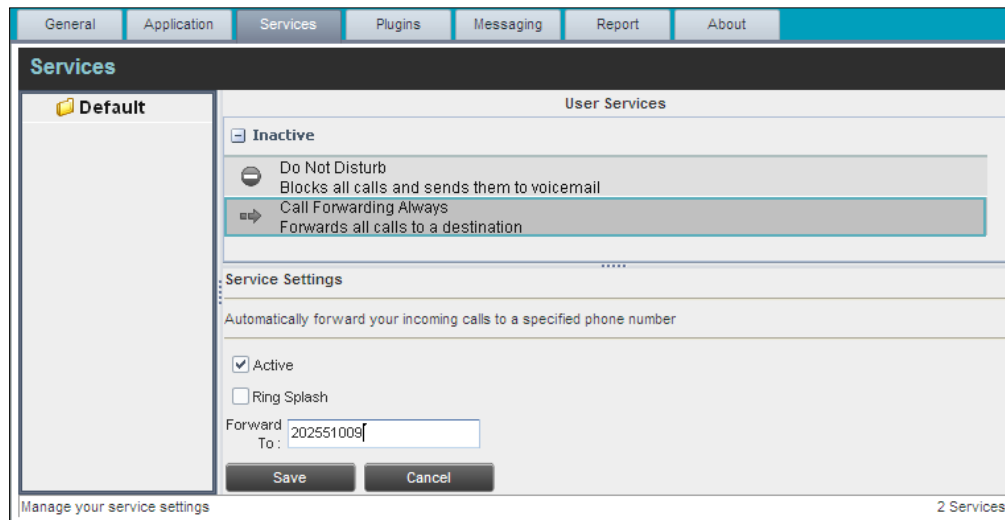 General Application Services Plugins Messaging Report About
Services
Default
User Services
Inactive
Do Not Disturb
Blocks all calls and sends them to voicemail
Call Forwarding Always
Forwards all calls to a destination
Service Settings
Automatically forward your incoming calls to a specified phone number
Active
Ring Splash
Forward
To :
202551009
Save Cancel
Manage your service settings 2 Services